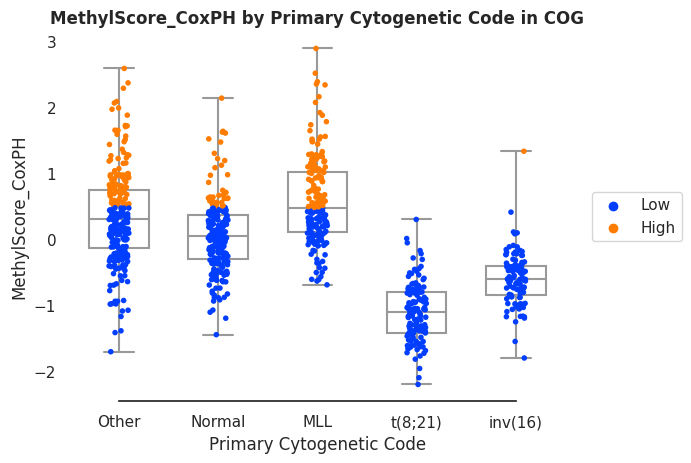 MethylScore_CoxPH by Primary Cytogenetic Code in COG
3
2
1
0
−1
−2
MethylScore_CoxPH
Low
High
Other
Normal
MLL
t(8;21)
inv(16)
Primary Cytogenetic Code